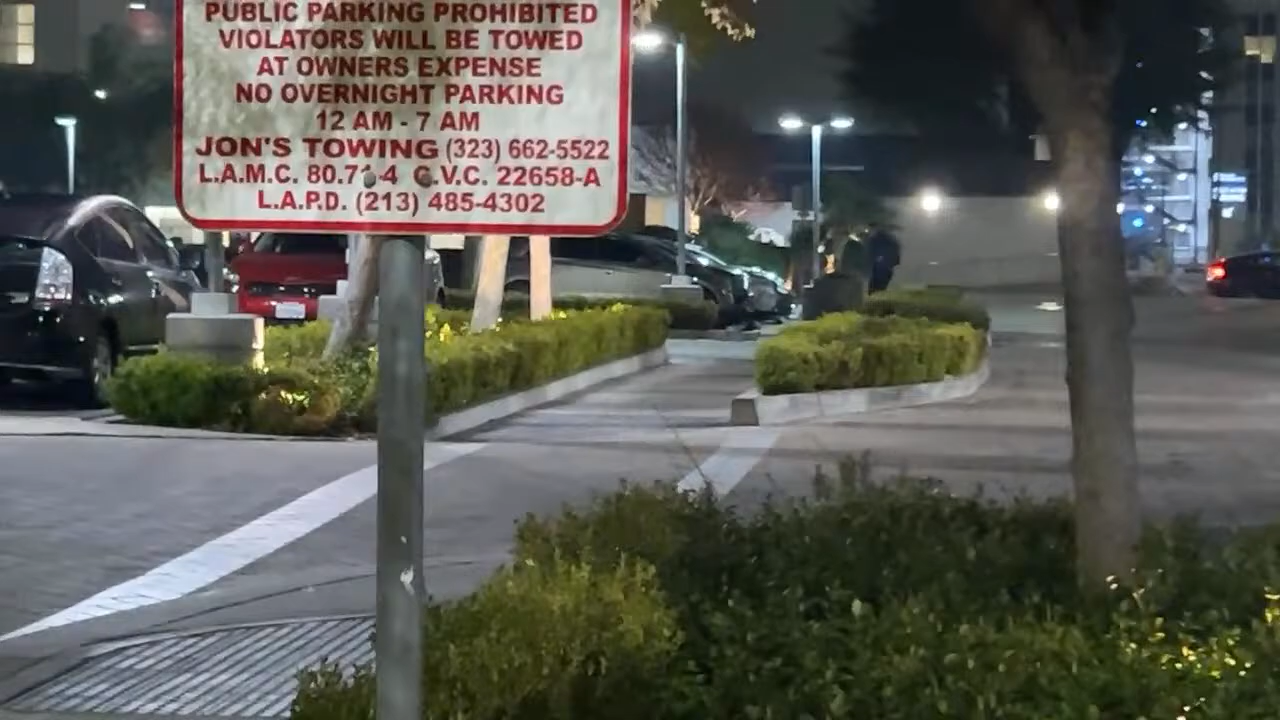 PUBLIC PARKING PROHIBITED
VIOLATORS WILL BE TOWED
AT OWNERS EXPENSE
NO OVERNIGHT PARKING
12 AM - 7 AM
JON'S TOWING (323) 662-5522
L.A.M.C. 80.71-4 C.V.C. 22658-A
L.A.P.D. (213) 485-4302